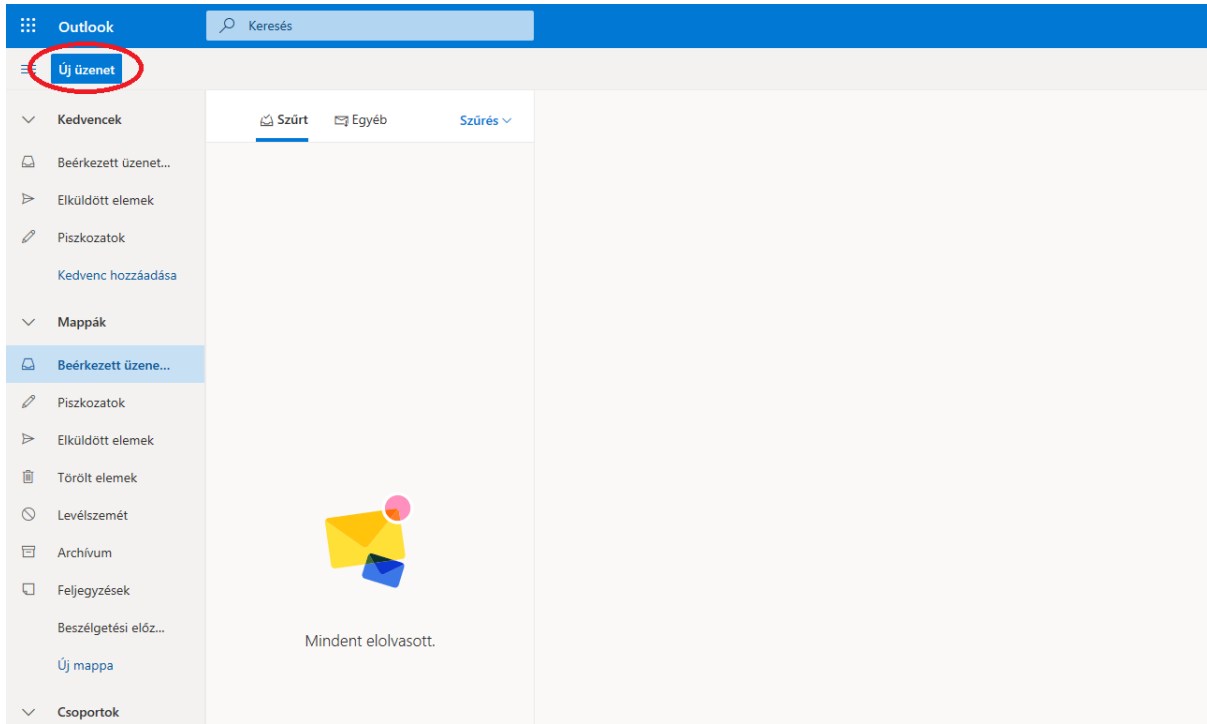 Outlook
Keresés
Új üzenet
Kedvencek
Beérkezett üzenet...
Elküldött elemek
Piszkozatok
Kedvenc hozzáadása
Mappák
Beérkezett üzene...
Piszkozatok
Elküldött elemek
Törölt elemek
Levélszemét
Archívum
Feljegyzések
Beszélgetési előz...
Új mappa
Csoportok
Szűrt Egyéb Szűrés
Mindent elolvasott.